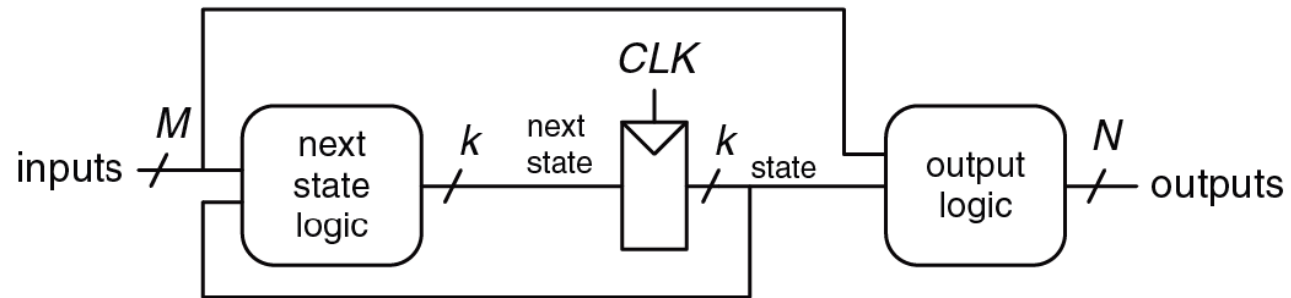 CLK
M
inputs
next
state
logic
k
next
state
k
state
output
logic
N
outputs